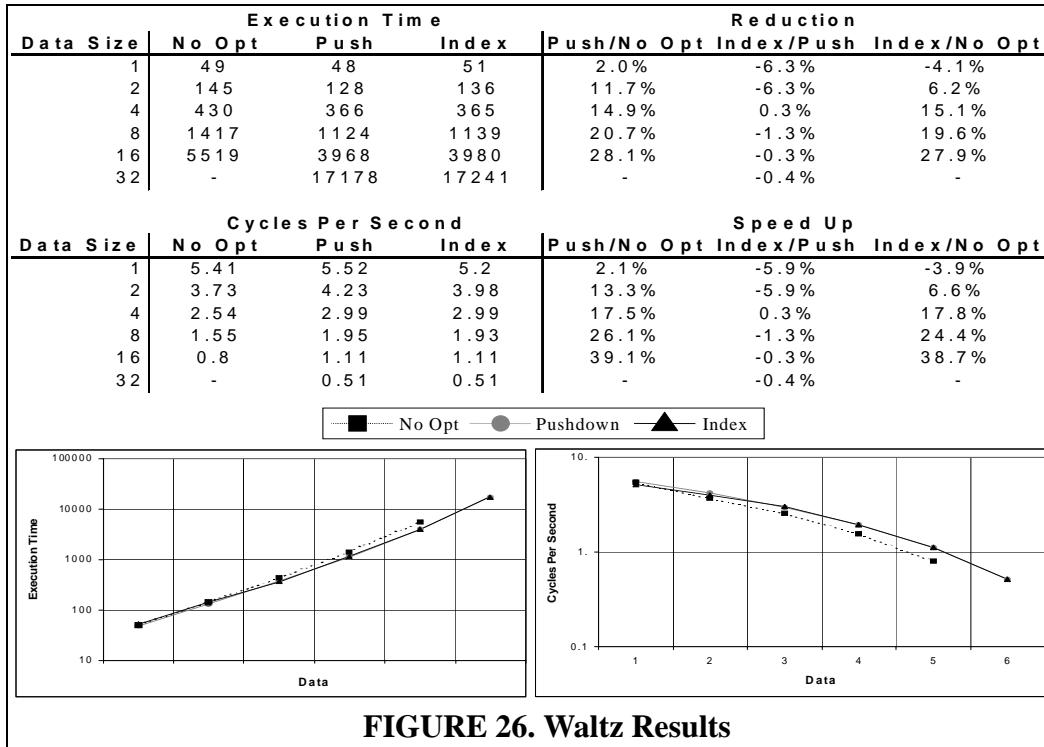 Execution Time Reduction
Data Size No Opt Push Index Push/No Opt Index/Push Index/No Opt
1 49 48 51 2.0% -6.3% -4.1%
2 145 128 136 11.7% -6.3% 6.2%
4 430 366 365 14.9% 0.3% 15.1%
8 1417 1124 1139 20.7% -1.3% 19.6%
16 5519 3968 3980 28.1% -0.3% 27.9%
32 - 17178 17241 - -0.4% -
Cycles Per Second Speed Up
Data Size No Opt Push Index Push/No Opt Index/Push Index/No Opt
1 5.41 5.52 5.2 2.1% -5.9% -3.9%
2 3.73 4.23 3.98 13.3% -5.9% 6.6%
4 2.54 2.99 2.99 17.5% 0.3% 17.8%
8 1.55 1.95 1.93 26.1% -1.3% 24.4%
16 0.8 1.11 1.11 39.1% -0.3% 38.7%
32 - 0.51 0.51 - -0.4% -
No Opt Pushdown Index
Execution Time
100000
10000
1000
100
10
Data
Cycles Per Second
10.
1.
0.1
1 2 3 4 5 6
Data
FIGURE 26. Waltz Results